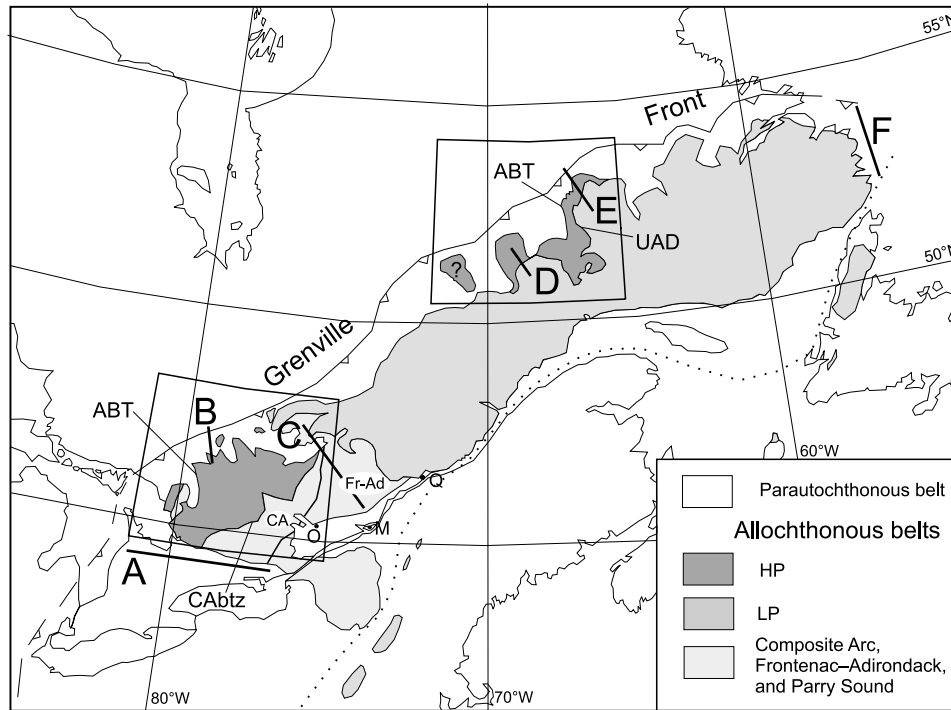 55°N
Front
F
ABT
E
UAD
50°N
?
D
Grenville
ABT
B
C
60°W
Fr-Ad
Q
CA
O
M
A
CAbtz
80°W
70°W
Parautochthonous belt
Allochthonous belts
HP
LP
Composite Arc,
Frontenac–Adirondack,
and Parry Sound